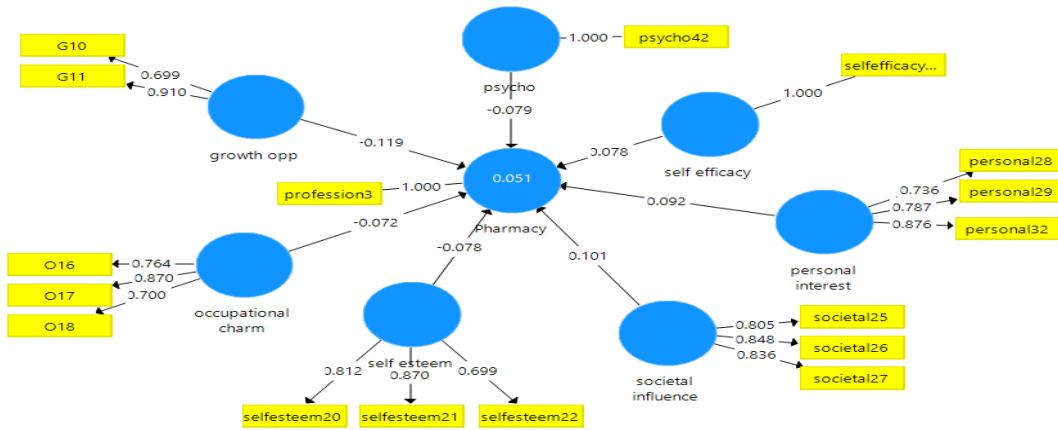 G10
G11
0.699
0.910
growth opp
-0.119
psycho
1.000
psycho42
-0.079
selfefficacy...
1.000
self efficacy
0.078
profession3
1.000
0.051
Pharmacy
personal28
personal29
personal32
0.736
0.787
0.876
0.092
personal
interest
-0.072
O16
O17
O18
0.764
0.870
0.700
occupational
charm
-0.078
self esteem
0.812
0.870
0.699
selfesteem20
selfesteem21
selfesteem22
0.101
societal
influence
0.805
0.848
0.836
societal25
societal26
societal27